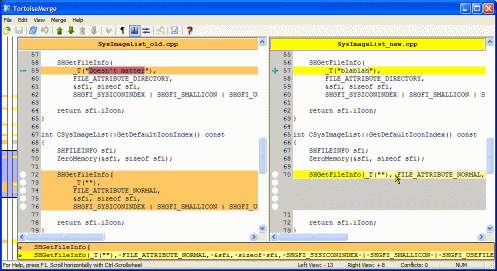 TortoiseMerge
File Edit View Merge Help
SysImageList_old.cpp
57
58 SHGetFileInfo(
59 _T("Doesn't matter"),
60 FILE_ATTRIBUTE_DIRECTORY,
61 &sfi, sizeof sfi,
62 SHGFI_SYSICONINDEX | SHGFI_SMALLICON | SHGFI_U
63
64 return sfi.iIcon;
65 }
66
67 int CSysImageList::GetDefaultIconIndex() const
68 {
69 SHFILEINFO sfi;
70 ZeroMemory(&sfi, sizeof sfi);
71
72 SHGetFileInfo(
73 _T(""),
74 FILE_ATTRIBUTE_NORMAL,
75 &sfi, sizeof sfi,
76 SHGFI_SYSICONINDEX | SHGFI_SMALLICON | SHGFI_U
77
78 return sfi.iIcon;
79 }
SysImageList_new.cpp
55
56 SHGetFileInfo(
57 _T("blablah"),
58 FILE_ATTRIBUTE_DIRECTORY,
59 &sfi, sizeof sfi,
60 SHGFI_SYSICONINDEX | SHGFI_SMALLICON | S
61
62 return sfi.iIcon;
63 }
64
65 int CSysImageList::GetDefaultIconIndex() const
66 {
67 SHFILEINFO sfi;
68 ZeroMemory(&sfi, sizeof sfi);
69
70 SHGetFileInfo(_T(""), FILE_ATTRIBUTE_NORMAL,
71
72 return sfi.iIcon;
73 }
SHGetFileInfo(
SHGetFileInfo(_T(""), FILE_ATTRIBUTE_NORMAL, &sfi, sizeof sfi, SHGFI_SYSICONINDEX | SHGFI_SMALLICON | SHGFI_USEFILE
For Help, press F1. Scroll horizontally with Ctrl-Scrollwheel Left View: - 13 Right View: + 8 Conflicts: 0 NUM